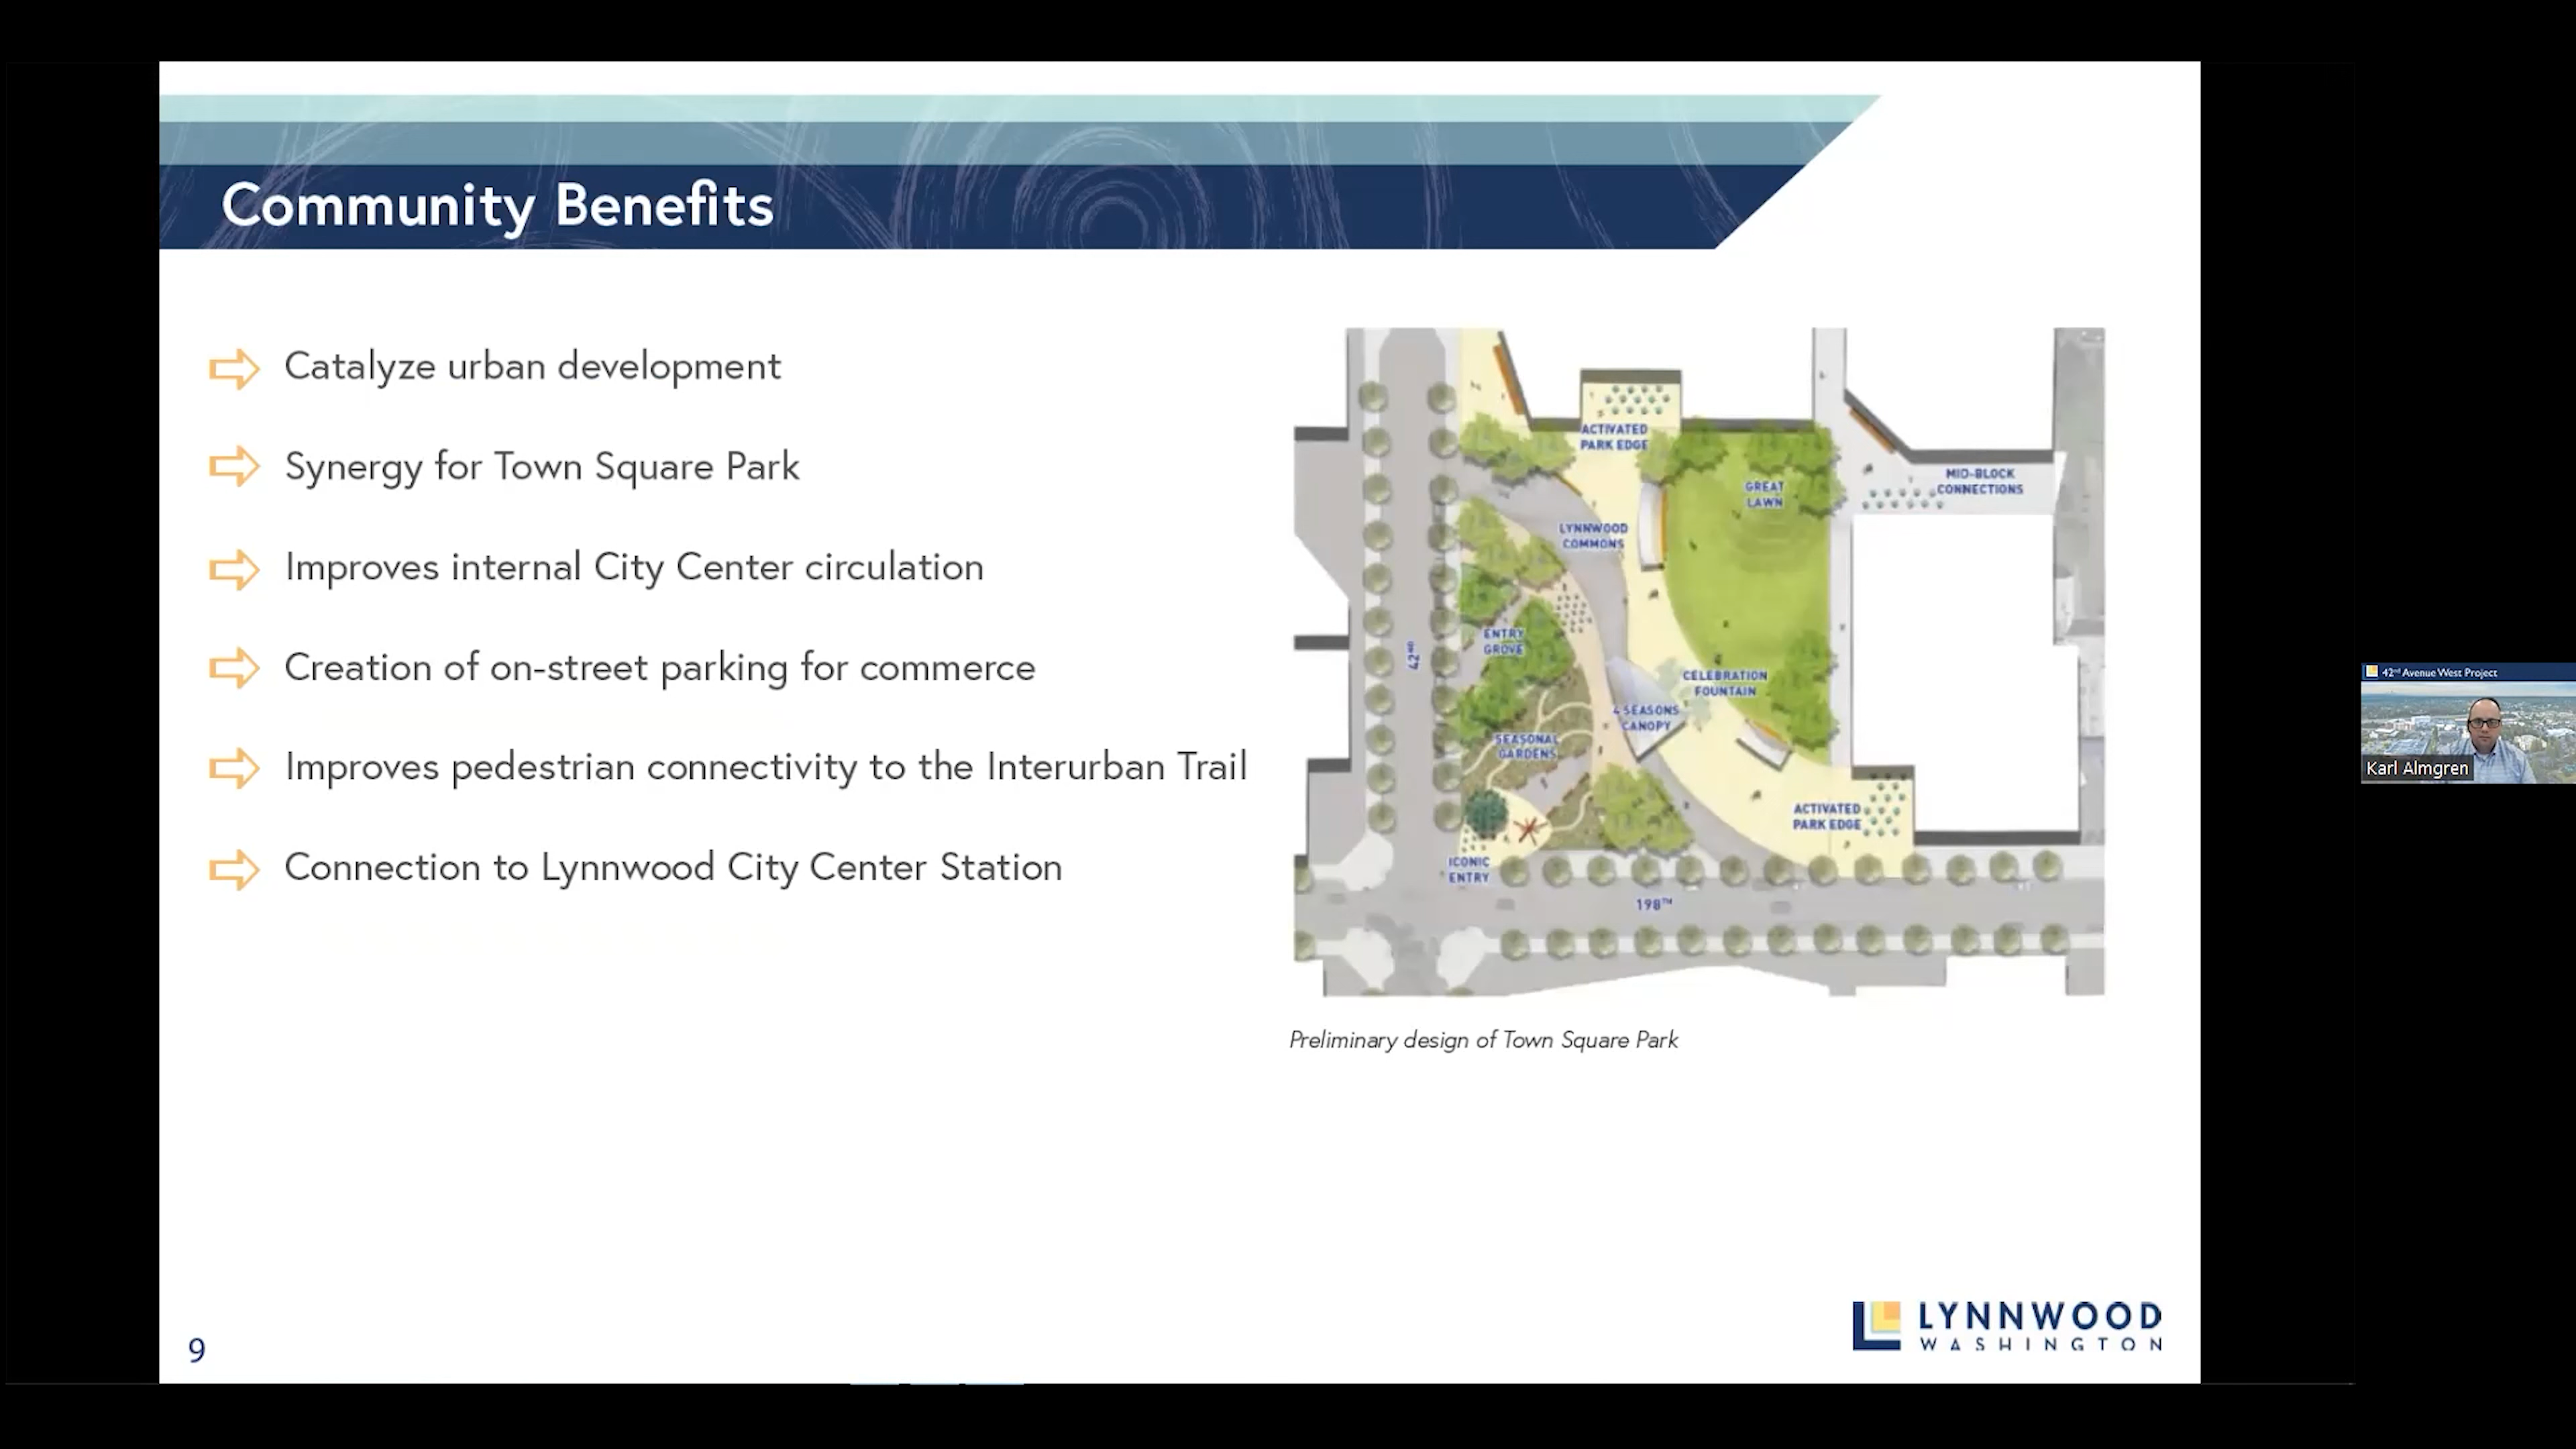 Community Benefits
Catalyze urban development
Synergy for Town Square Park
Improves internal City Center circulation
Creation of on-street parking for commerce
Improves pedestrian connectivity to the Interurban Trail
Connection to Lynnwood City Center Station
ACTIVATED
PARK EDGE
GREAT
LAWN
MID-BLOCK
CONNECTIONS
LYNNWOOD
COMMONS
ENTRY
GROVE
42ND
CELEBRATION
FOUNTAIN
4 SEASONS
CANOPY
SEASONAL
GARDENS
ACTIVATED
PARK EDGE
ICONIC
ENTRY
198TH
Preliminary design of Town Square Park
9
LYNNWOOD
WASHINGTON
42nd Avenue West Project
Karl Almgren